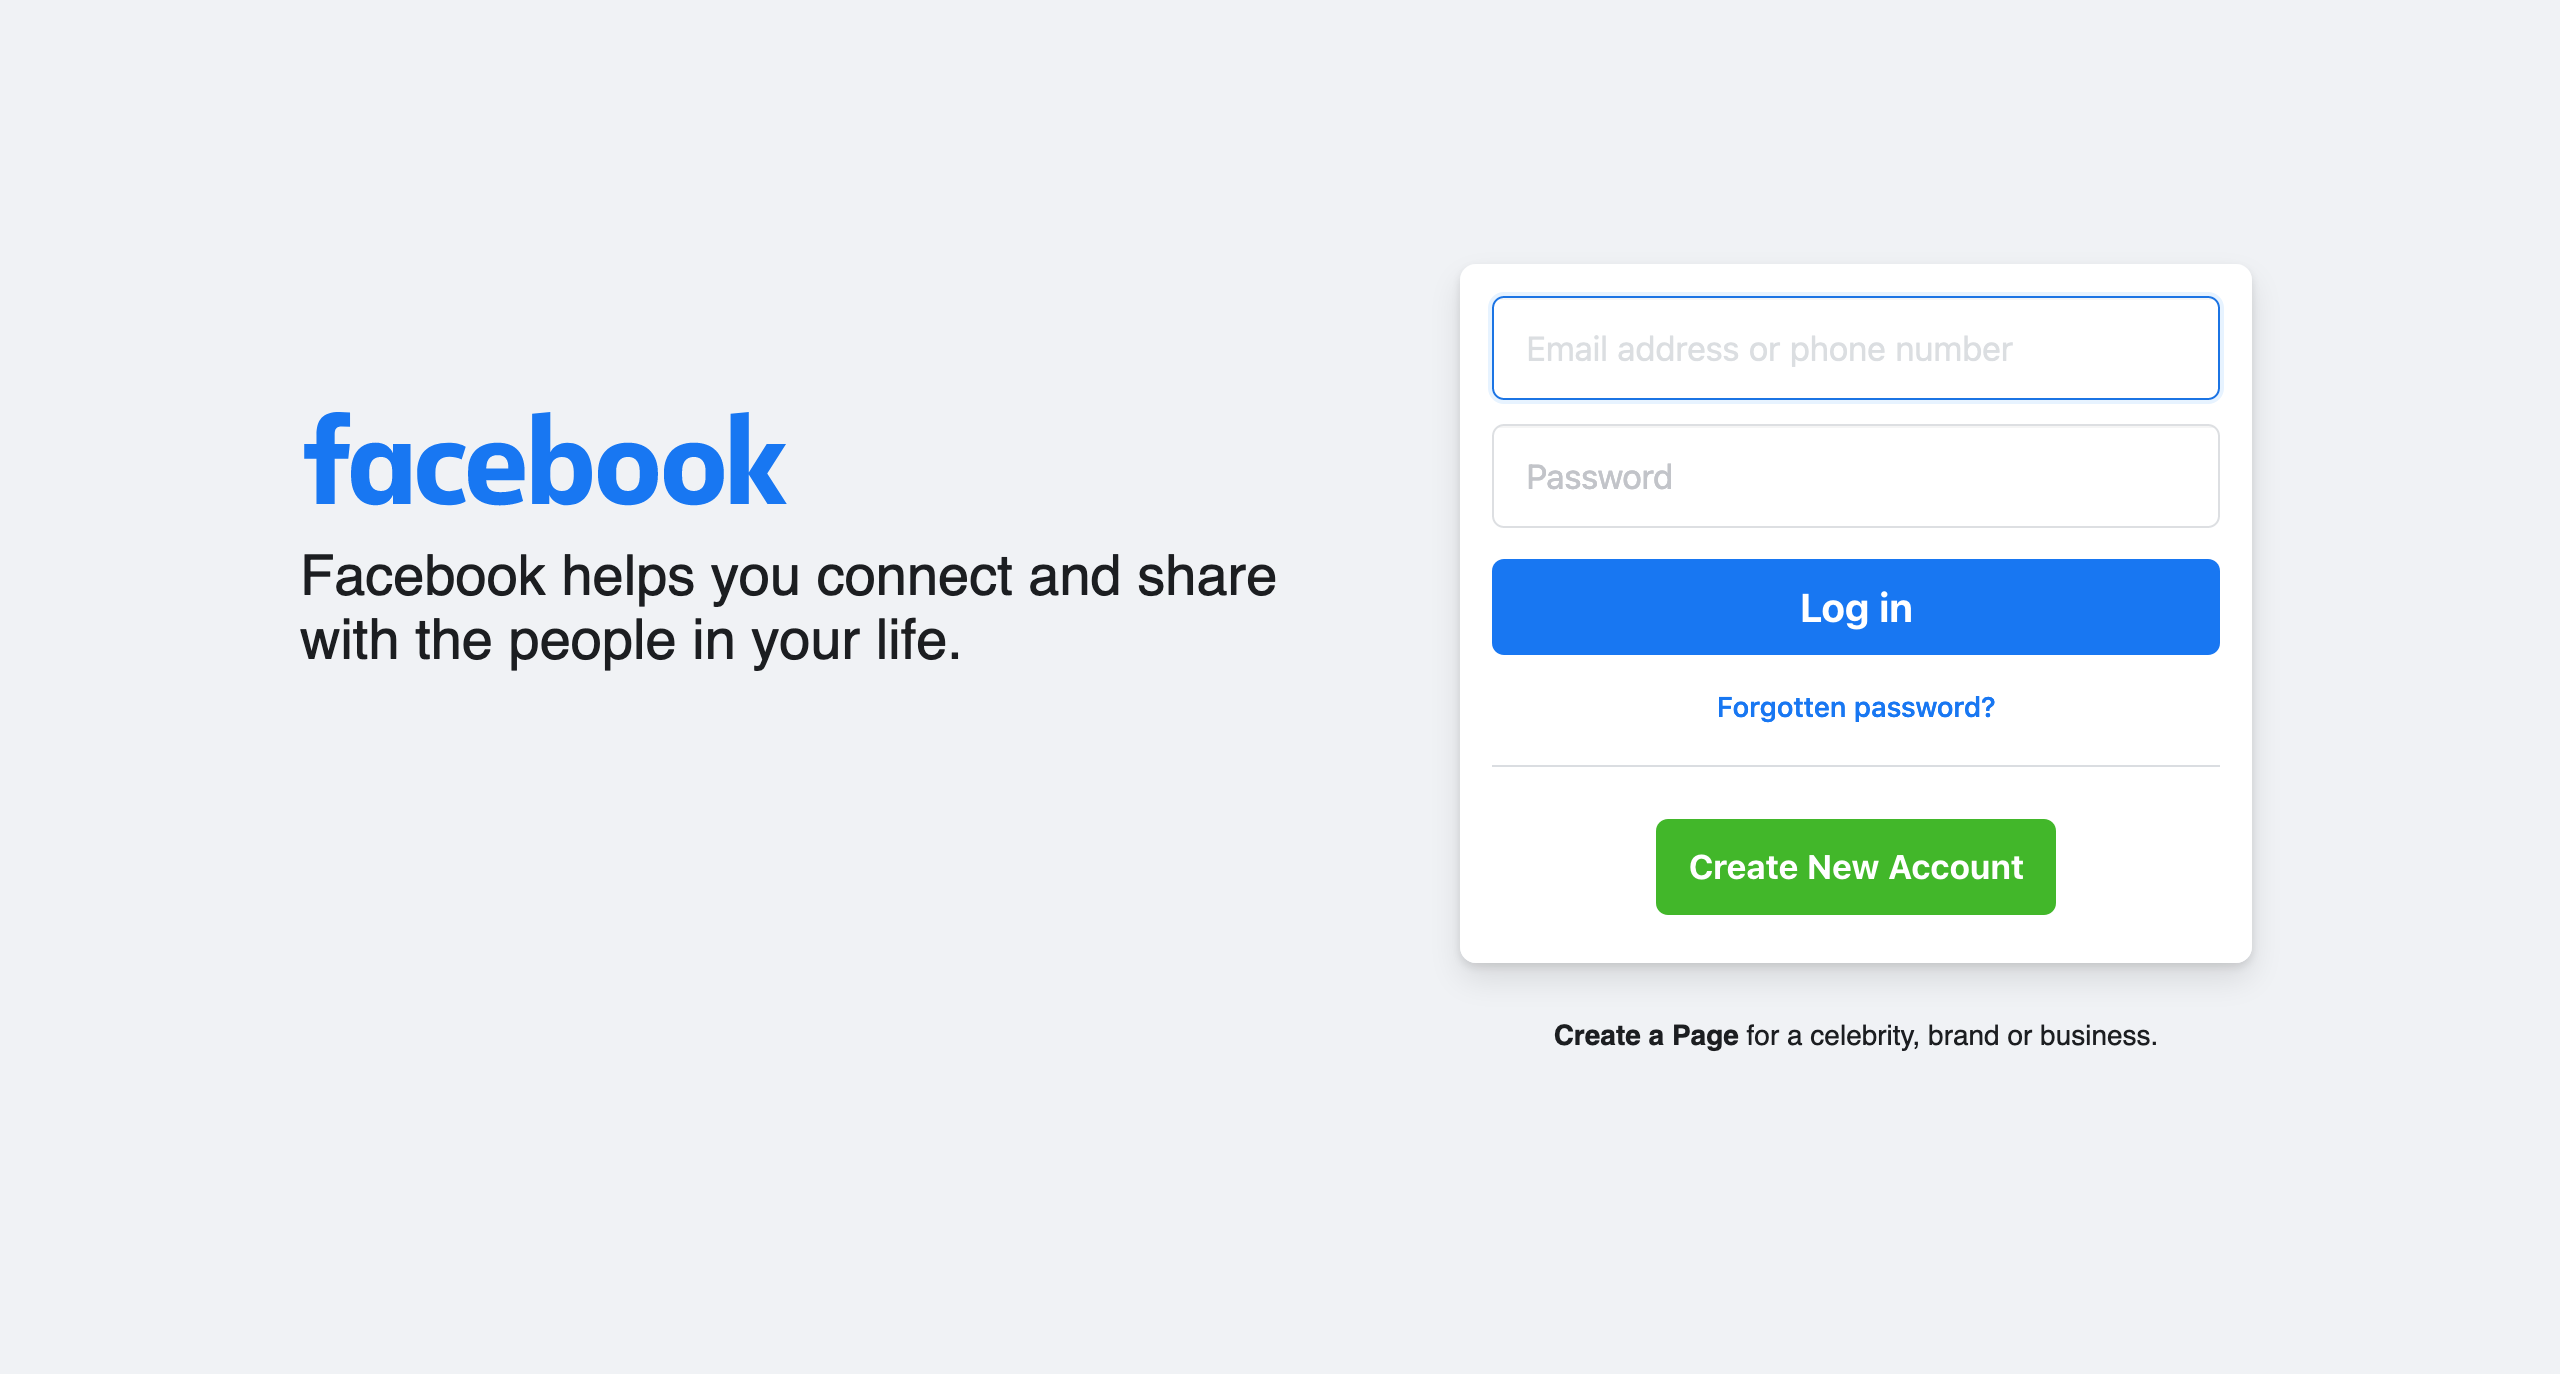 facebook
Facebook helps you connect and share
with the people in your life.
Email address or phone number
Password
Log in
Forgotten password?
Create New Account
Create a Page for a celebrity, brand or business.